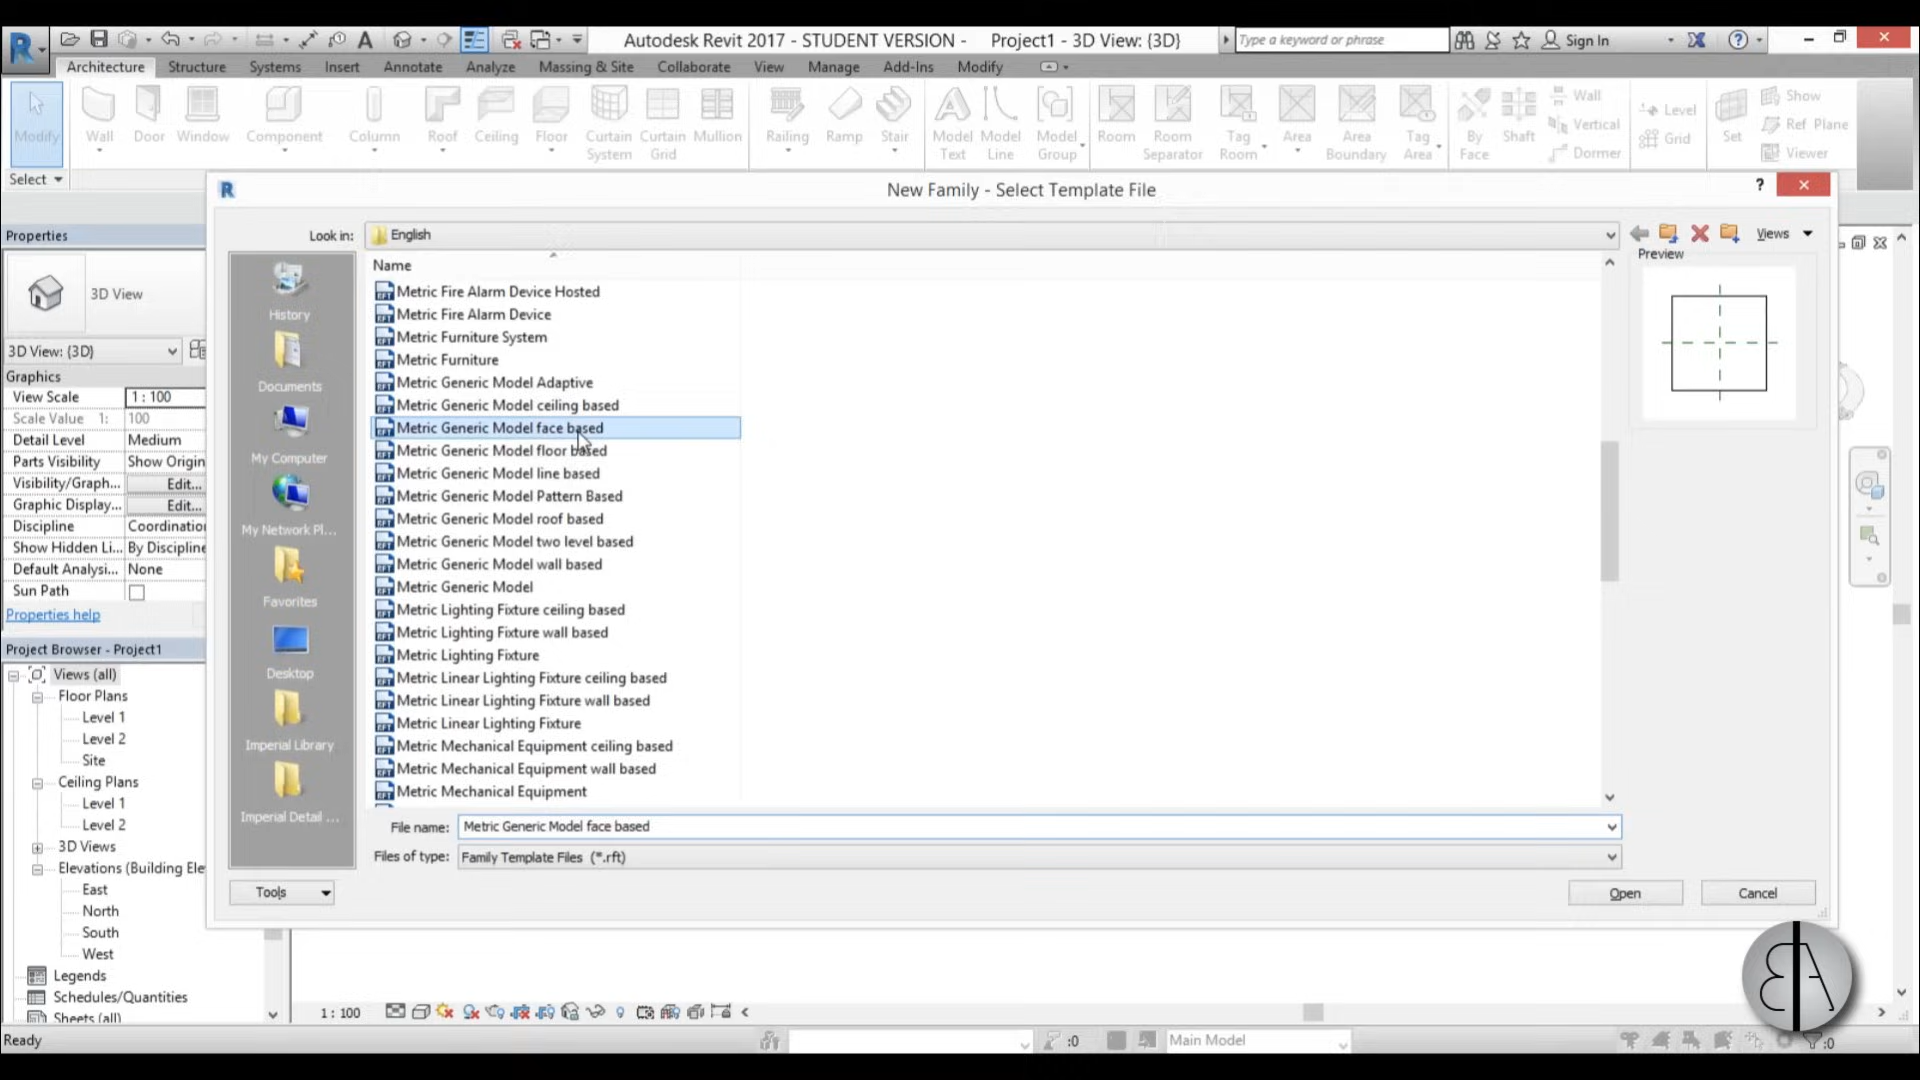 Autodesk Revit 2017 - STUDENT VERSION - Project1 - 3D View: {3D}
Type a keyword or phrase
Sign In
Architecture Structure Systems Insert Annotate Analyze Massing & Site Collaborate View Manage Add-Ins Modify
Modify Wall Door Window Component Column Roof Ceiling Floor Curtain System Curtain Grid Mullion Railing Ramp Stair Model Text Model Line Model Group Room Room Separator Tag Room Area Area Boundary Tag Area By Face Shaft Wall Vertical Dormer Level Grid Set Show Ref Plane Viewer
Select
New Family - Select Template File
Properties
3D View
3D View: {3D}
Graphics
View Scale 1 : 100
Scale Value 1: 100
Detail Level Medium
Parts Visibility Show Origin
Visibility/Graph... Edit...
Graphic Display... Edit...
Discipline Coordination
Show Hidden Li... By Discipline
Default Analysi... None
Sun Path
Properties help
Project Browser - Project1
Views (all)
Floor Plans
Level 1
Level 2
Site
Ceiling Plans
Level 1
Level 2
3D Views
Elevations (Building Ele
East
North
South
West
Legends
Schedules/Quantities
Sheets (all)
Look in: English
Views
Preview
History
Documents
My Computer
My Network Pl...
Favorites
Desktop
Imperial Library
Imperial Detail ...
Name
Metric Fire Alarm Device Hosted
Metric Fire Alarm Device
Metric Furniture System
Metric Furniture
Metric Generic Model Adaptive
Metric Generic Model ceiling based
Metric Generic Model face based
Metric Generic Model floor based
Metric Generic Model line based
Metric Generic Model Pattern Based
Metric Generic Model roof based
Metric Generic Model two level based
Metric Generic Model wall based
Metric Generic Model
Metric Lighting Fixture ceiling based
Metric Lighting Fixture wall based
Metric Lighting Fixture
Metric Linear Lighting Fixture ceiling based
Metric Linear Lighting Fixture wall based
Metric Linear Lighting Fixture
Metric Mechanical Equipment ceiling based
Metric Mechanical Equipment wall based
Metric Mechanical Equipment
File name: Metric Generic Model face based
Files of type: Family Template Files (*.rft)
Tools
Open
Cancel
1 : 100
Ready
:0
Main Model
:0